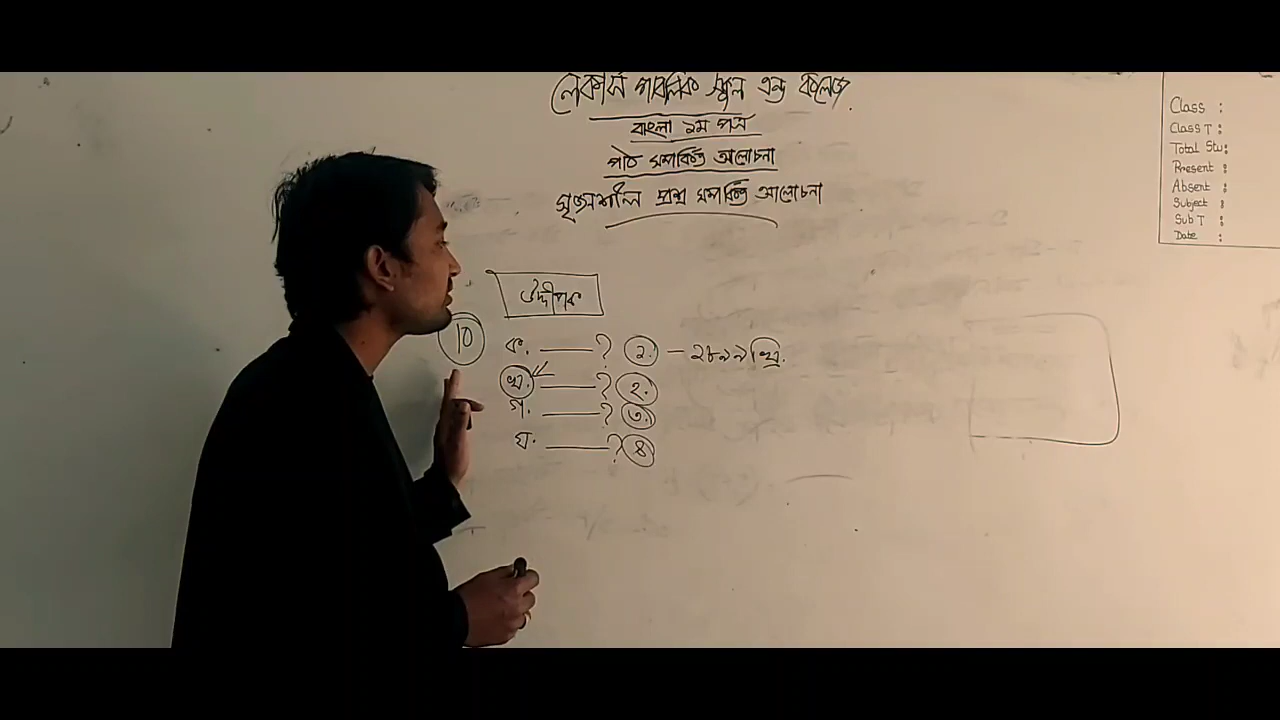 লেকার্স পাবলিক স্কুল এন্ড কলেজ
বাংলা ১ম পত্র
পাঠ সম্পর্কিত আলোচনা
সৃজনশীল প্রশ্ন সম্পর্কিত আলোচনা
উদ্দীপক
10
ক. ——? ১. — ১৮৯৯ খ্রি.
খ. ——? ২.
গ. ——? ৩.
ঘ. ——? ৪
Class :
Class T :
Total Stu :
Present :
Absent :
Subject :
Sub T :
Date :